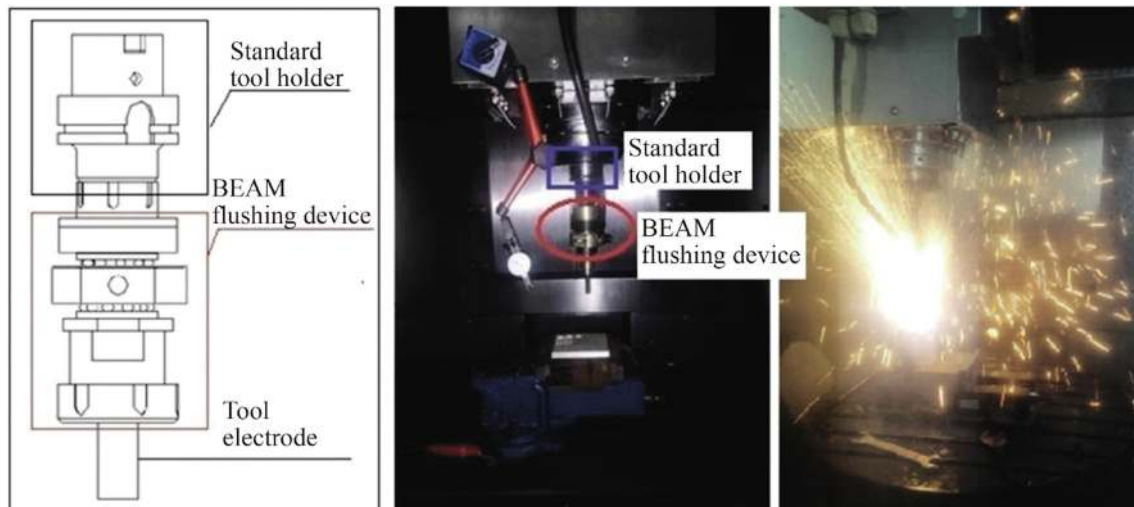 Standard
tool holder
BEAM
flushing device
Tool
electrode
Standard
tool holder
BEAM
flushing device